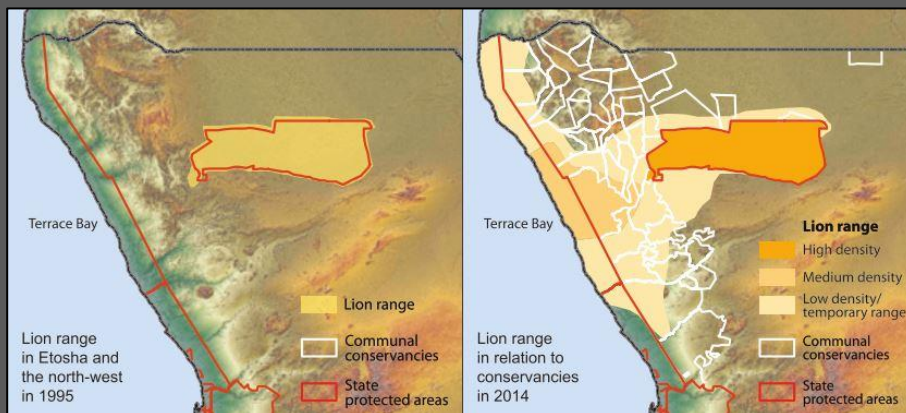 Terrace Bay
Lion range
in Etosha and
the north-west
in 1995
Lion range
Communal
conservancies
State
protected areas
Terrace Bay
Lion range
in relation to
conservancies
in 2014
Lion range
High density
Medium density
Low density/
temporary range
Communal
conservancies
State
protected areas